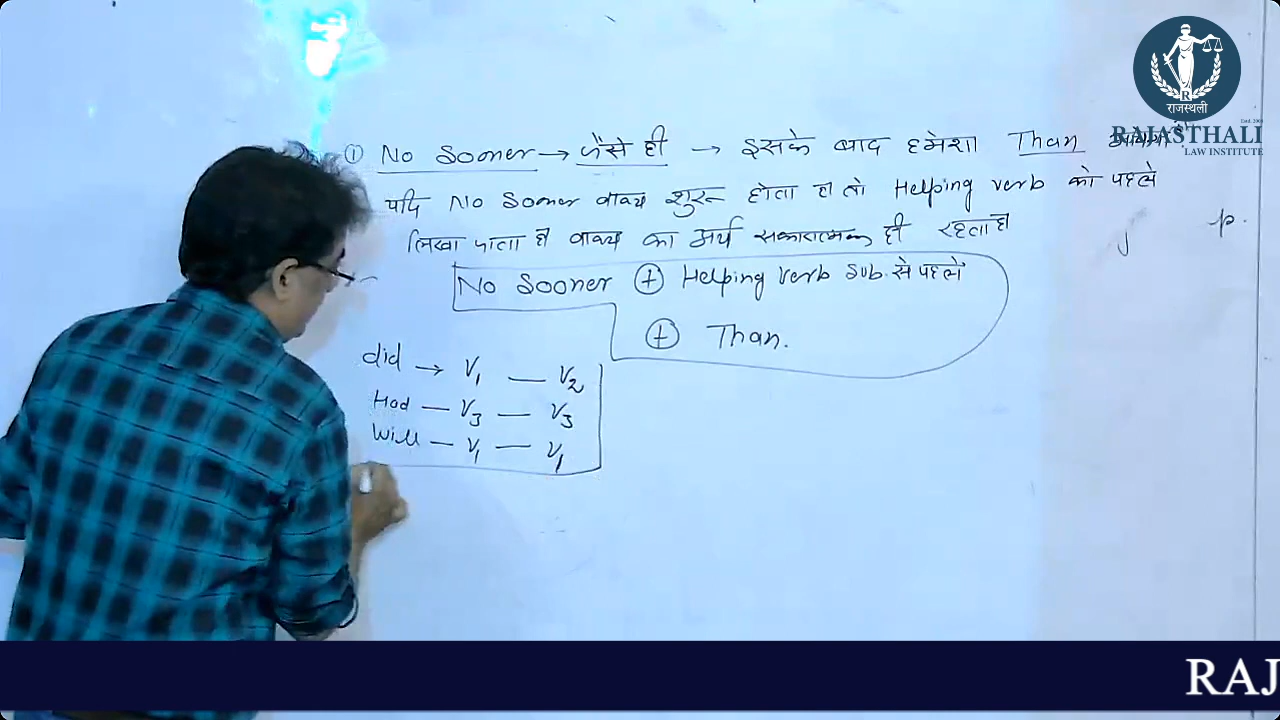 ① No Sooner → जैसे ही → इसके बाद हमेशा Than
यदि No Sooner वाक्य शुरू होता है तो Helping verb को पहले
लिखा जाता है वाक्य का अर्थ सकारात्मक ही रहता है
No Sooner + Helping verb sub. से पहले
+ Than.
did → V1 — V2
Had — V3 — V3
Will — V1 — V1
p.
R
राजस्थली
RAJASTHALI
LAW INSTITUTE
RAJ